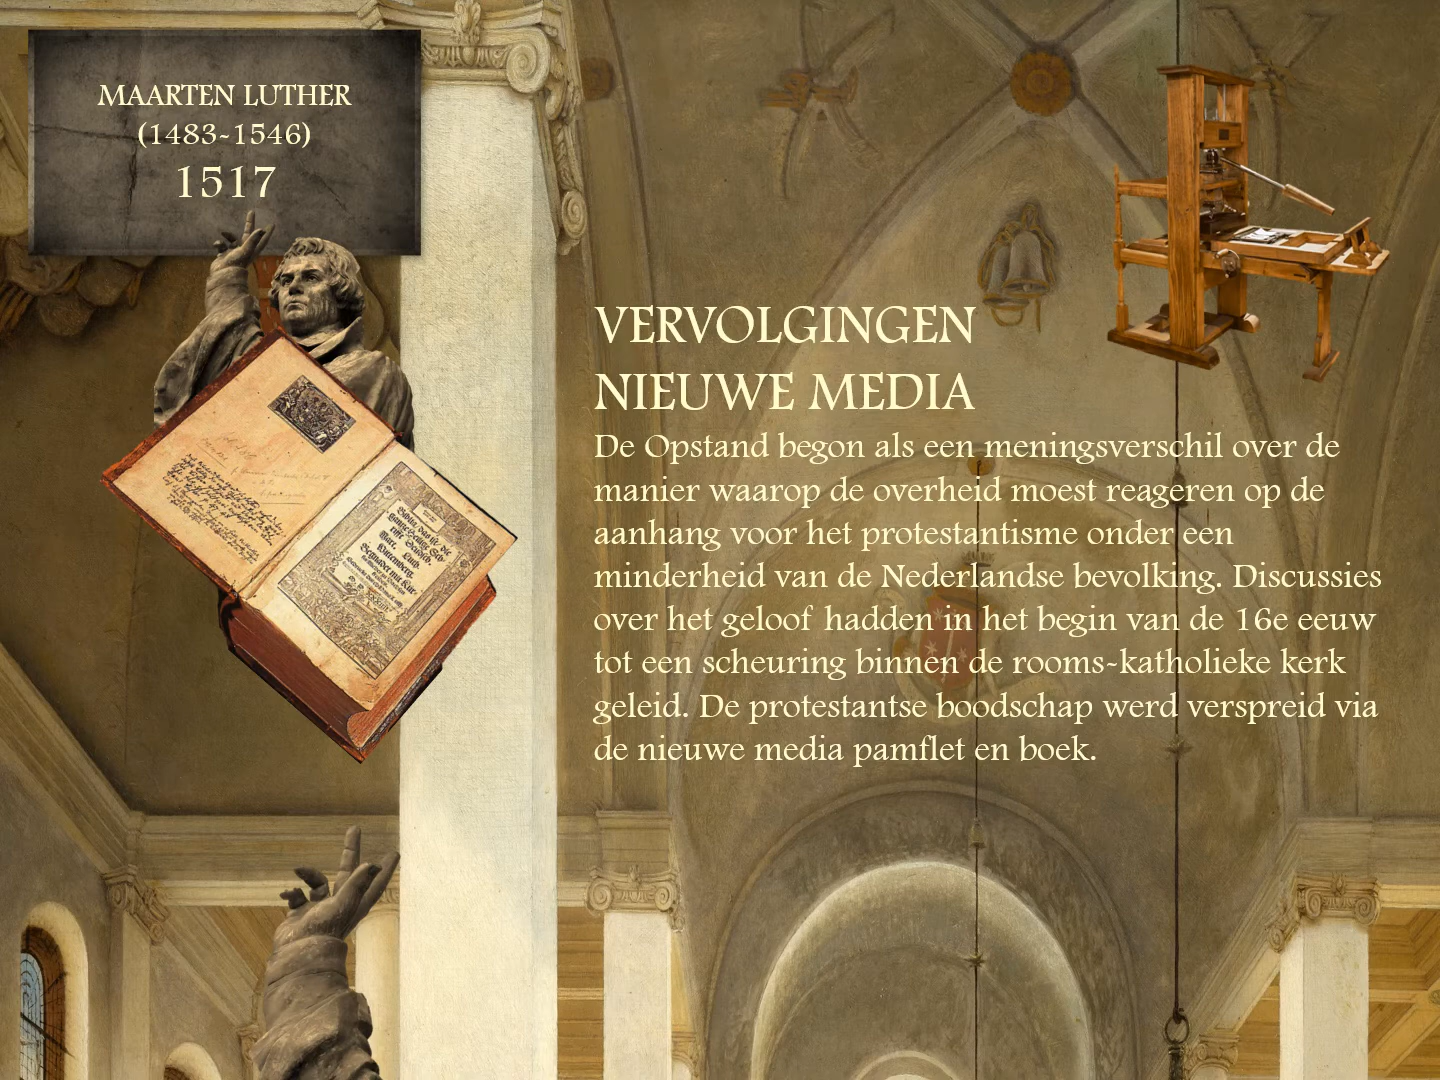 MAARTEN LUTHER
(1483-1546)
1517
VERVOLGINGEN
NIEUWE MEDIA
De Opstand begon als een meningsverschil over de
manier waarop de overheid moest reageren op de
aanhang voor het protestantisme onder een
minderheid van de Nederlandse bevolking. Discussies
over het geloof hadden in het begin van de 16e eeuw
tot een scheuring binnen de rooms-katholieke kerk
geleid. De protestantse boodschap werd verspreid via
de nieuwe media pamflet en boek.